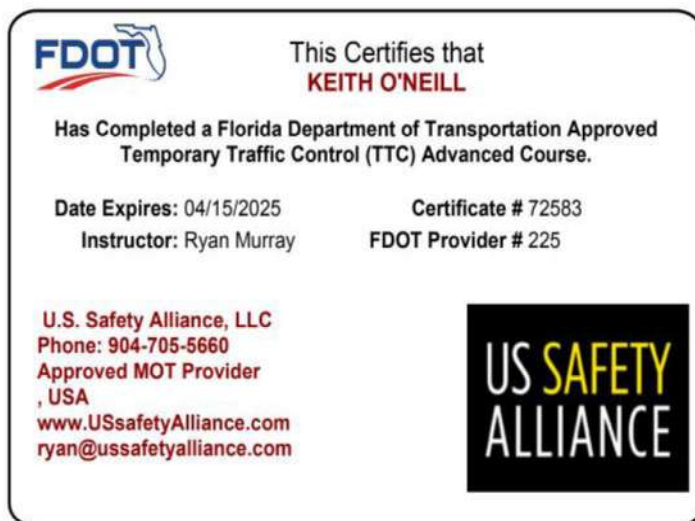 FDOT
This Certifies that
KEITH O'NEILL
Has Completed a Florida Department of Transportation Approved
Temporary Traffic Control (TTC) Advanced Course.
Date Expires: 04/15/2025 Certificate # 72583
Instructor: Ryan Murray FDOT Provider # 225
U.S. Safety Alliance, LLC
Phone: 904-705-5660
Approved MOT Provider
, USA
www.USsafetyAlliance.com
ryan@ussafetyalliance.com
US SAFETY
ALLIANCE